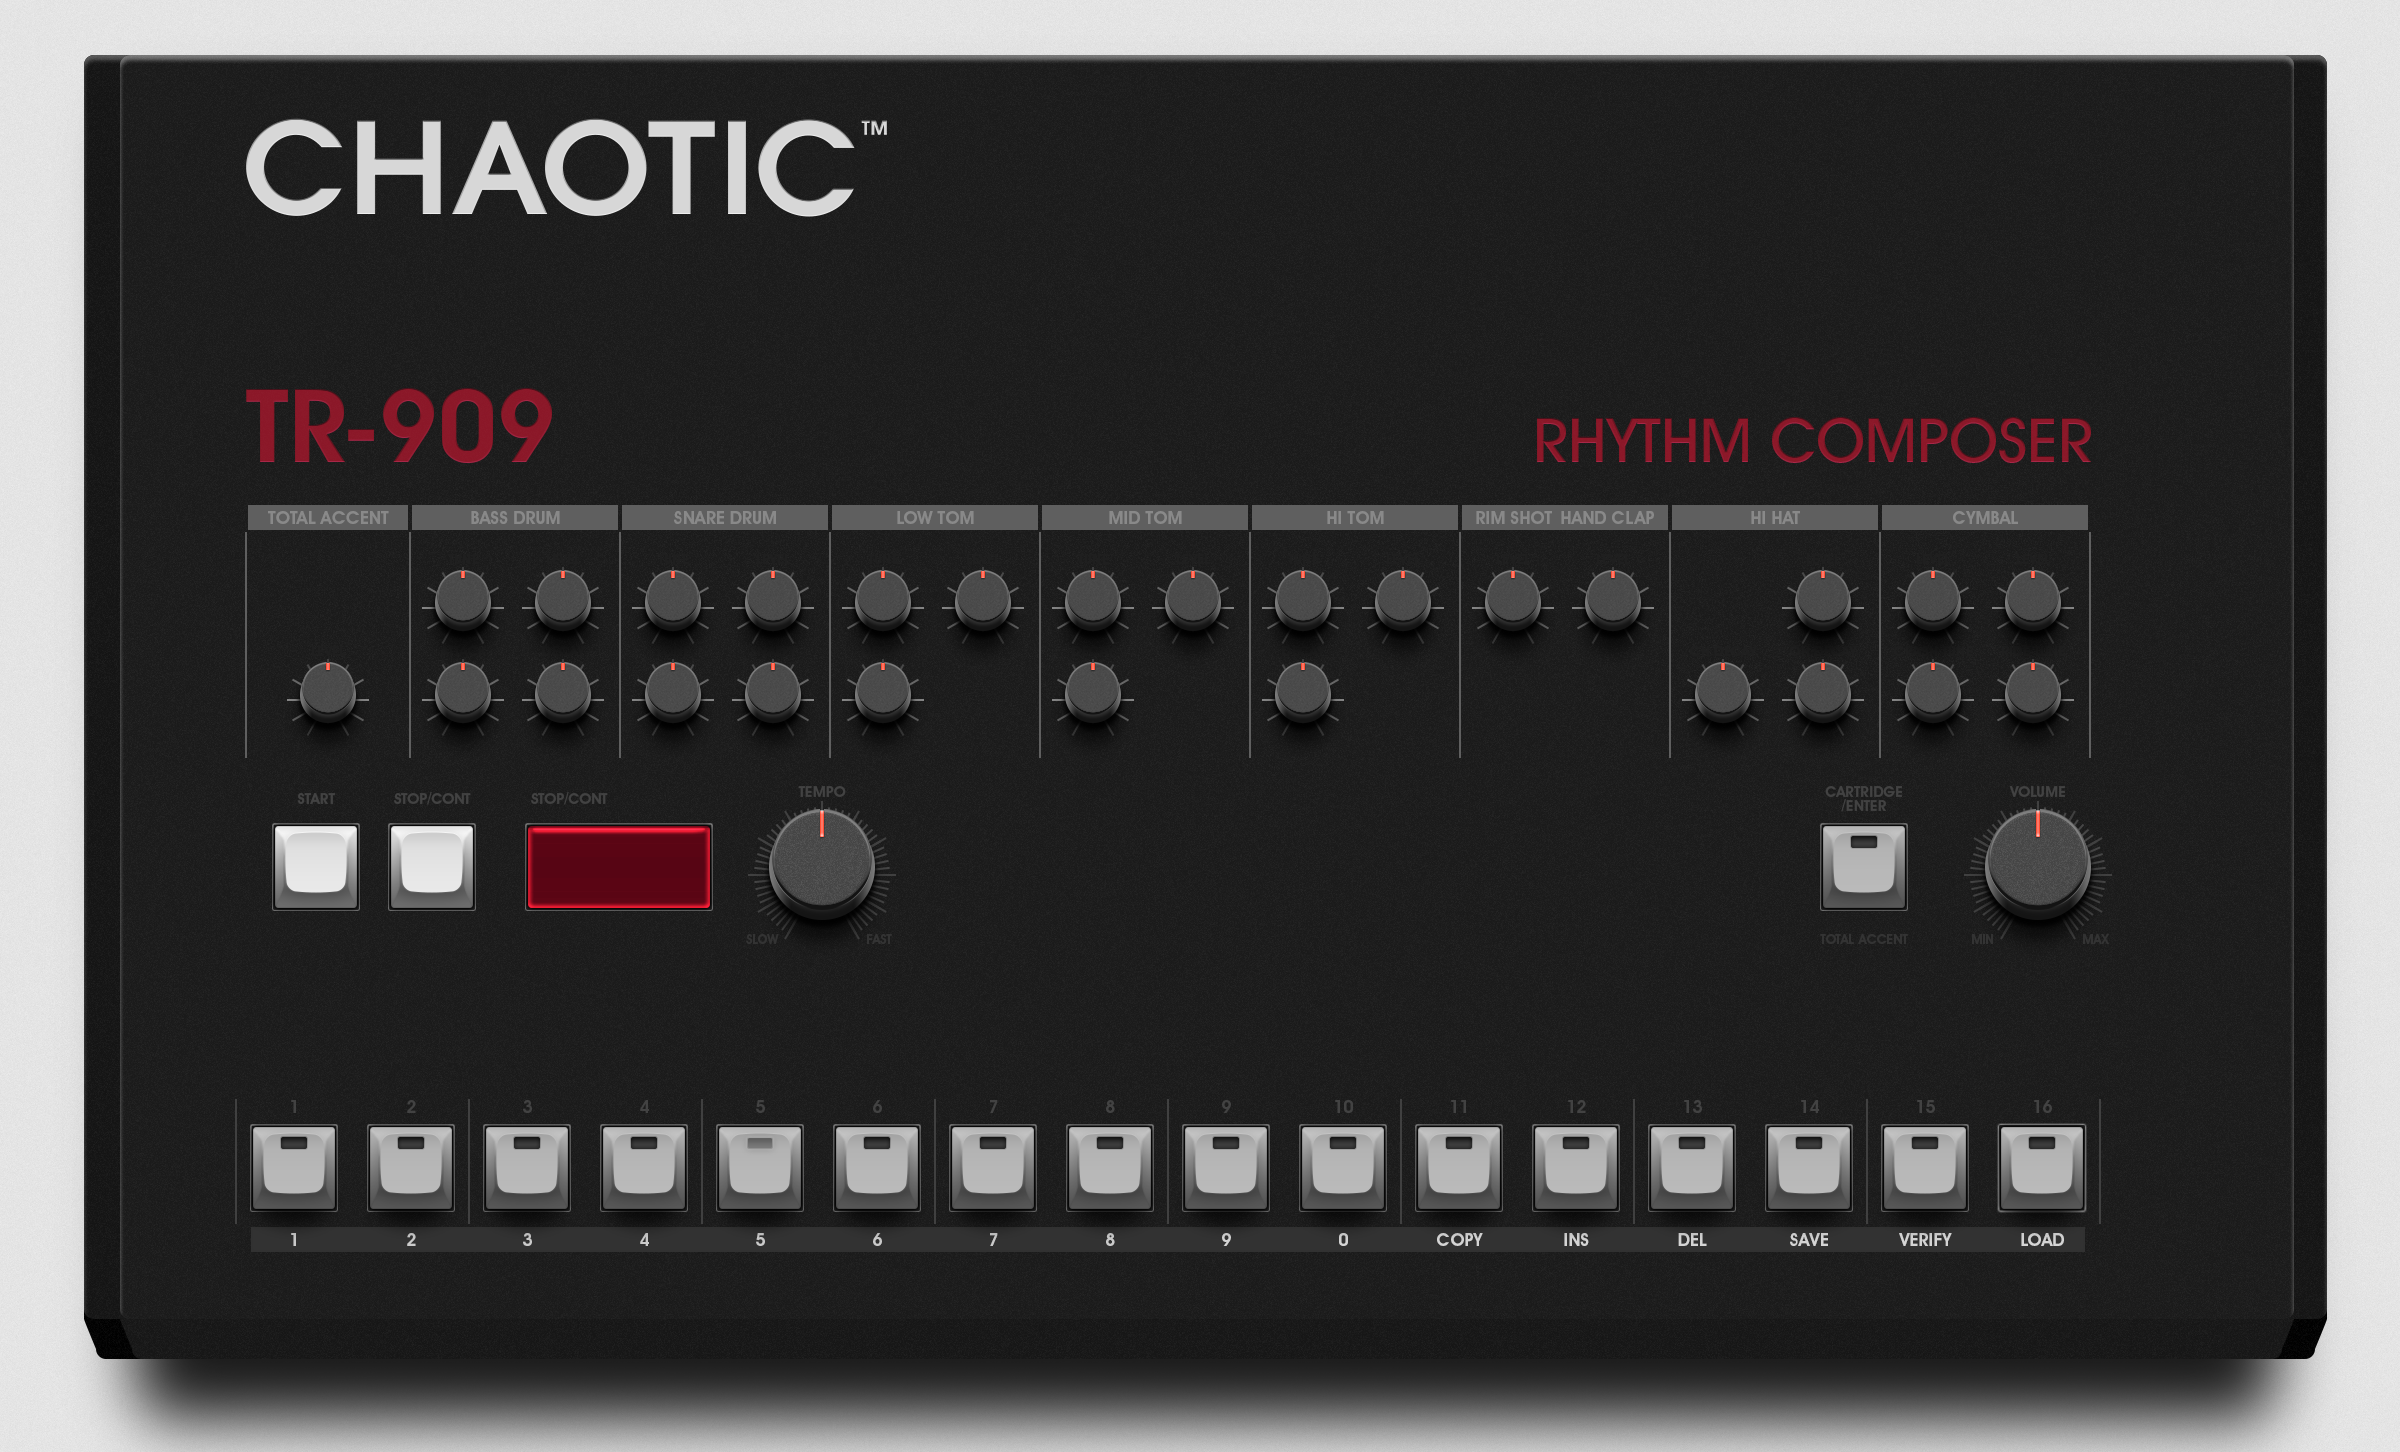 CHAOTIC™
TR-909
RHYTHM COMPOSER
TOTAL ACCENT BASS DRUM SNARE DRUM LOW TOM MID TOM HI TOM RIM SHOT HAND CLAP HI HAT CYMBAL
START STOP/CONT STOP/CONT TEMPO CARTRIDGE VOLUME
/ENTER
SLOW FAST TOTAL ACCENT MIN MAX
1 2 3 4 5 6 7 8 9 10 11 12 13 14 15 16
1 2 3 4 5 6 7 8 9 0 COPY INS DEL SAVE VERIFY LOAD